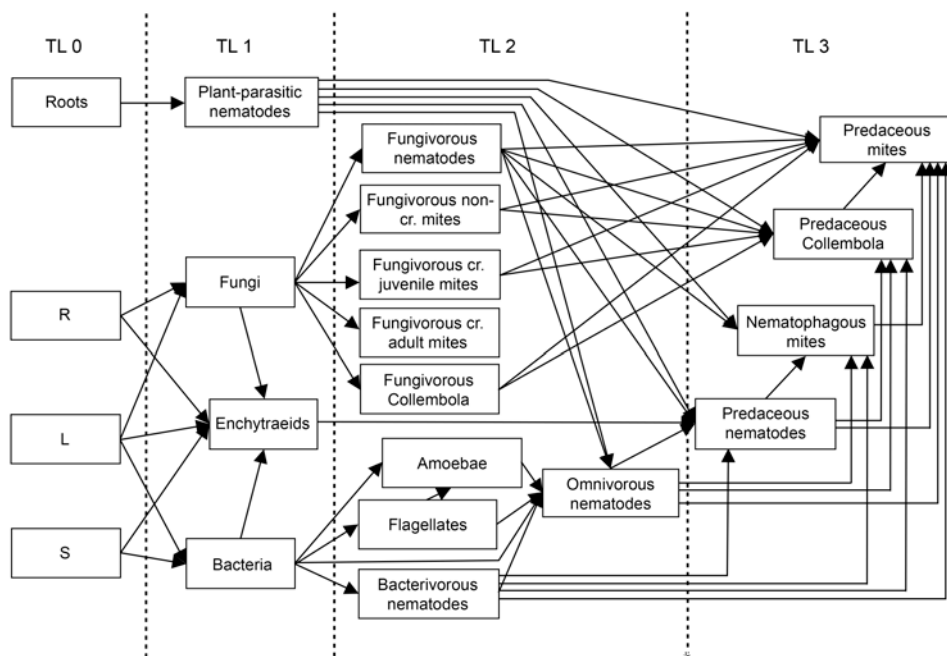 TL 0
TL 1
TL 2
TL 3
Roots
Plant-parasitic
nematodes
Fungivorous
nematodes
Predaceous
mites
Fungivorous non-
cr. mites
Predaceous
Collembola
Fungi
Fungivorous cr.
juvenile mites
R
Fungivorous cr.
adult mites
Nematophagous
mites
Fungivorous
Collembola
L
Enchytraeids
Predaceous
nematodes
Amoebae
Omnivorous
nematodes
Flagellates
S
Bacteria
Bacterivorous
nematodes